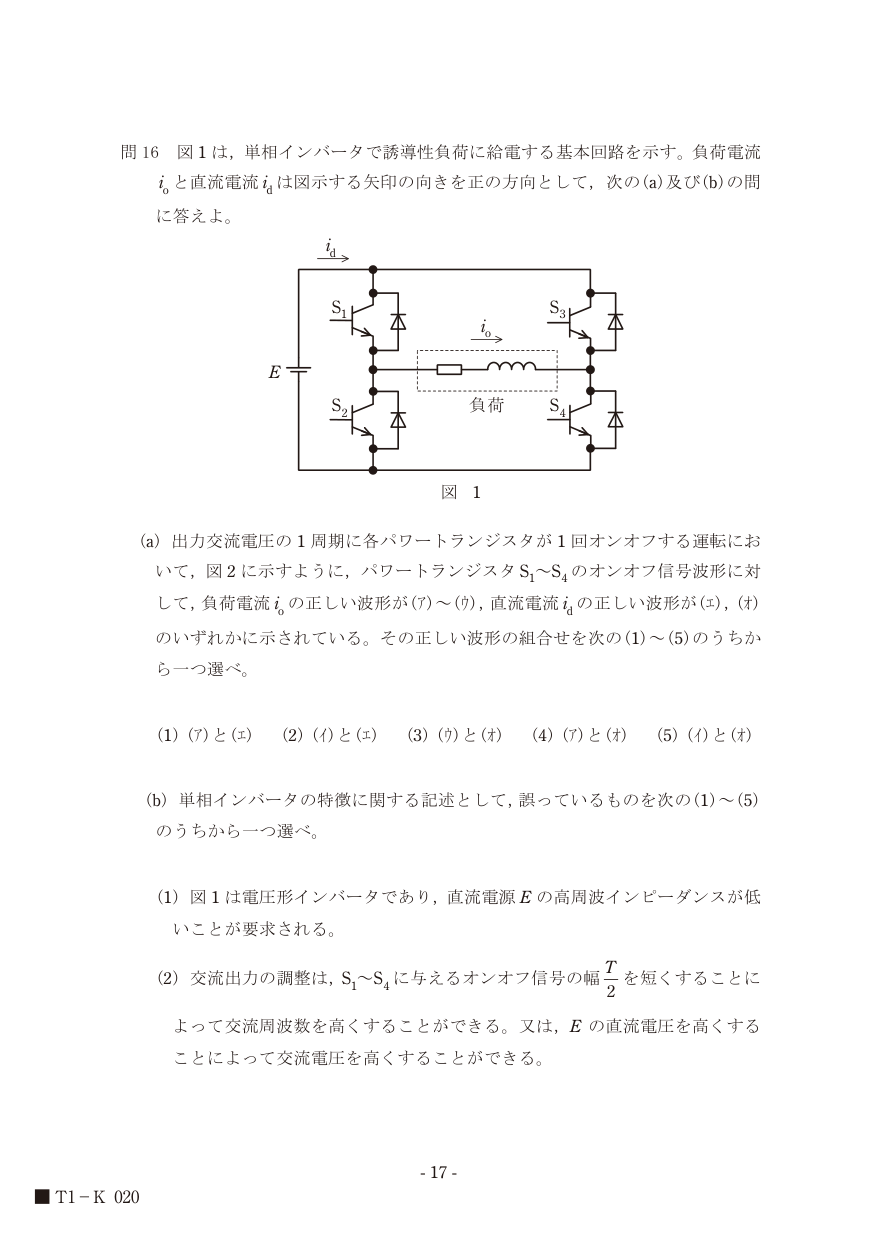 問 16 図 1 は，単相インバータで誘導性負荷に給電する基本回路を示す。負荷電流
io と直流電流 id は図示する矢印の向きを正の方向として，次の(a)及び(b)の問
に答えよ。
id
S1
S3
io
E
S2
負荷
S4
図 1
(a) 出力交流電圧の 1 周期に各パワートランジスタが 1 回オンオフする運転にお
いて，図 2 に示すように，パワートランジスタ S1～S4 のオンオフ信号波形に対
して，負荷電流 io の正しい波形が(ｱ)～(ｳ)，直流電流 id の正しい波形が(ｴ)，(ｵ)
のいずれかに示されている。その正しい波形の組合せを次の(1)～(5)のうちか
ら一つ選べ。
(1) (ｱ)と(ｴ) (2) (ｲ)と(ｴ) (3) (ｳ)と(ｵ) (4) (ｱ)と(ｵ) (5) (ｲ)と(ｵ)
(b) 単相インバータの特徴に関する記述として，誤っているものを次の(1)～(5)
のうちから一つ選べ。
(1) 図 1 は電圧形インバータであり，直流電源 E の高周波インピーダンスが低
いことが要求される。
(2) 交流出力の調整は，S1～S4 に与えるオンオフ信号の幅 T/2 を短くすることに
よって交流周波数を高くすることができる。又は，E の直流電圧を高くする
ことによって交流電圧を高くすることができる。
- 17 -
■ T1－K 020